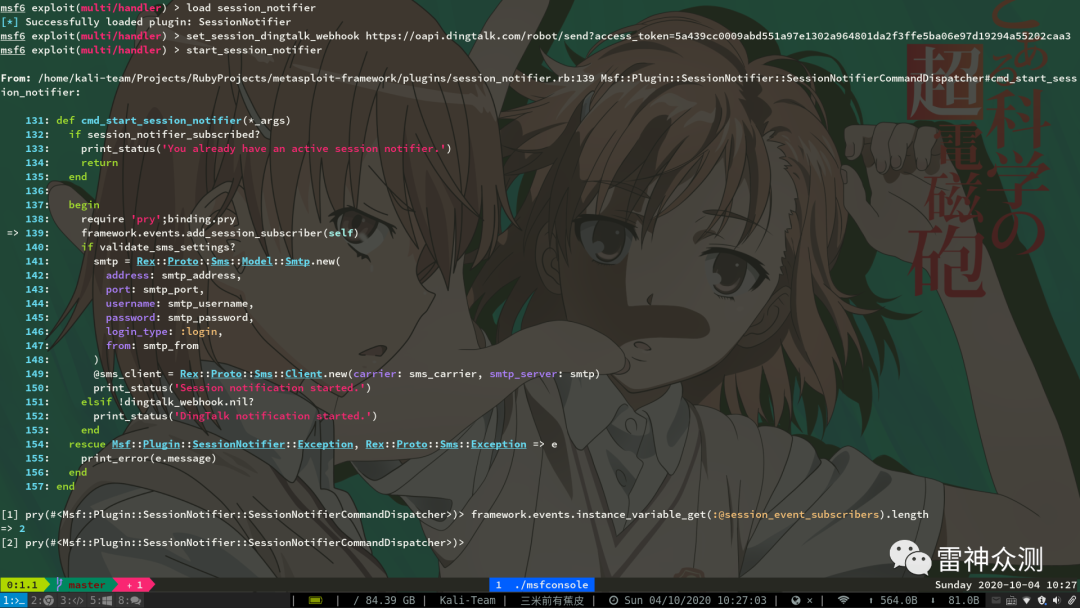 msf6 exploit(multi/handler) > load session_notifier
[*] Successfully loaded plugin: SessionNotifier
msf6 exploit(multi/handler) > set_session_dingtalk_webhook https://oapi.dingtalk.com/robot/send?access_token=5a439cc0009abd551a97e1302a964801da2f3ffe5ba06e97d19294a55202caa3
msf6 exploit(multi/handler) > start_session_notifier
From: /home/kali-team/Projects/RubyProjects/metasploit-framework/plugins/session_notifier.rb:139 Msf::Plugin::SessionNotifier::SessionNotifierCommandDispatcher#cmd_start_sess
ion_notifier:
131: def cmd_start_session_notifier(*_args)
132:   if session_notifier_subscribed?
133:     print_status('You already have an active session notifier.')
134:     return
135:   end
136:
137:   begin
138:     require 'pry';binding.pry
=> 139:     framework.events.add_session_subscriber(self)
140:     if validate_sms_settings?
141:       smtp = Rex::Proto::Sms::Model::Smtp.new(
142:         address: smtp_address,
143:         port: smtp_port,
144:         username: smtp_username,
145:         password: smtp_password,
146:         login_type: :login,
147:         from: smtp_from
148:       )
149:       @sms_client = Rex::Proto::Sms::Client.new(carrier: sms_carrier, smtp_server: smtp)
150:       print_status('Session notification started.')
151:     elsif !dingtalk_webhook.nil?
152:       print_status('DingTalk notification started.')
153:     end
154:   rescue Msf::Plugin::SessionNotifier::Exception, Rex::Proto::Sms::Exception => e
155:     print_error(e.message)
156:   end
157: end
[1] pry(#<Msf::Plugin::SessionNotifier::SessionNotifierCommandDispatcher>)> framework.events.instance_variable_get(:@session_event_subscribers).length
=> 2
[2] pry(#<Msf::Plugin::SessionNotifier::SessionNotifierCommandDispatcher>)>
とある
科学の
超電磁砲
雷神众测
0:1.1 master + 1 1 ./msfconsole Sunday 2020-10-04 10:27
1:>_ 2: 3:</> 5: 8: | | / 84.39 GB | Kali-Team | 三米前有蕉皮 | Sun 04/10/2020 10:27:03 | × | | ↑ 564.0B ↓ 81.0B